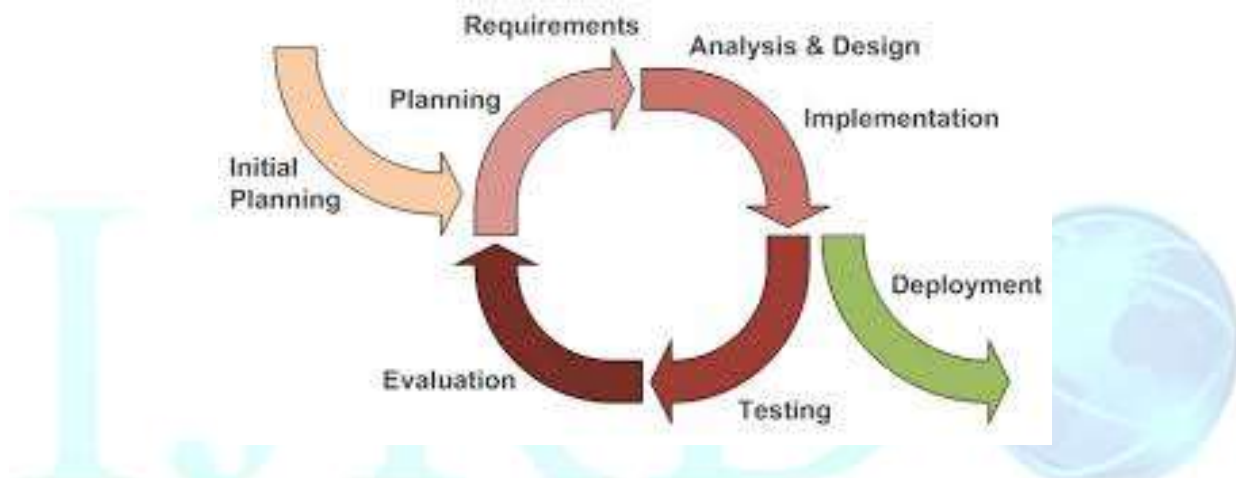 Requirements
Analysis & Design
Planning
Implementation
Initial
Planning
Deployment
Evaluation
Testing